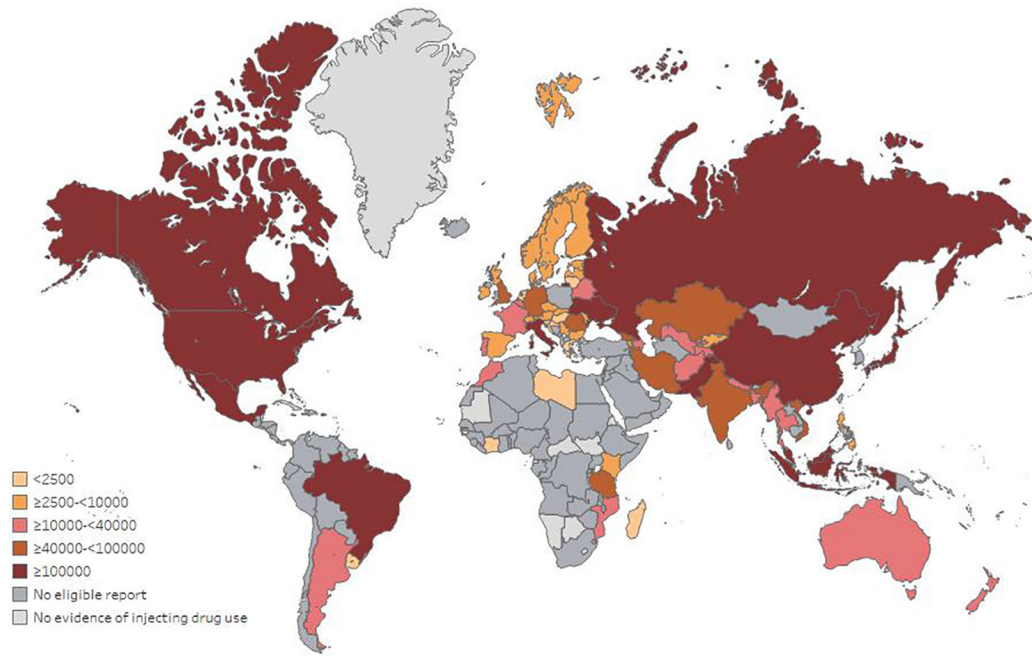 <2500
≥2500-<10000
≥10000-<40000
≥40000-<100000
≥100000
No eligible report
No evidence of injecting drug use